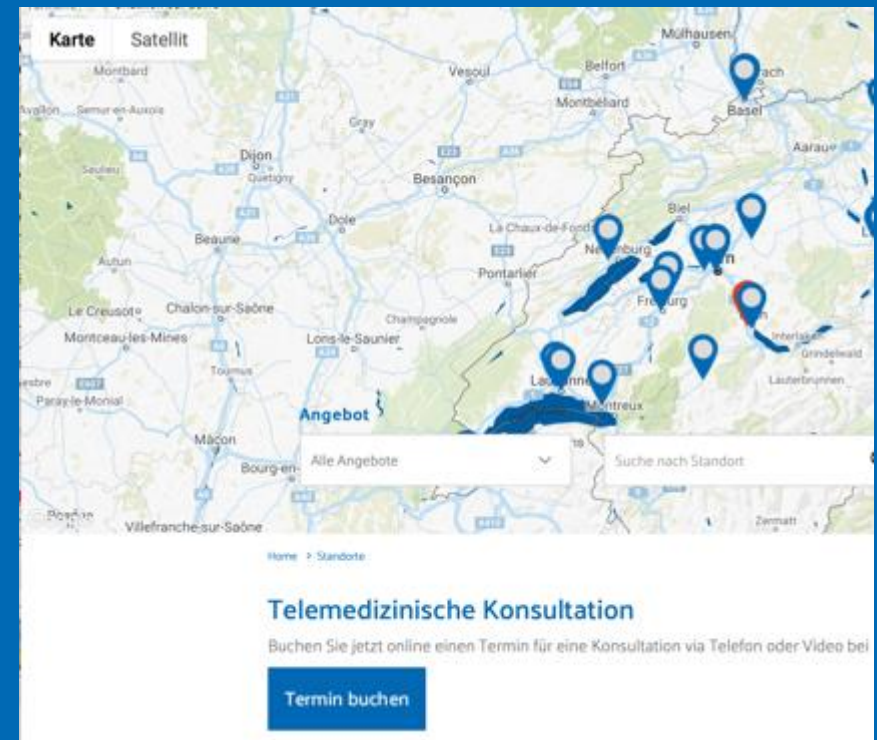 Karte Satellit
Mülhausen
Montbard
Vesoul
Belfort
Montbéliard
Basel
Avallon
Semur-en-Auxois
Gray
Aarau
Dijon
Quetigny
Besançon
Saulieu
Biel
Dole
La Chaux-de-Fonds
Beaune
Autun
Pontarlier
Le Creusot
Chalon-sur-Saône
Champagnole
Interlaken
Montceau-les-Mines
Lons-le-Saunier
Grindelwald
Tournus
Lauterbrunnen
Paray-le-Monial
Montreux
Angebot
Mâcon
Alle Angebote
Suche nach Standort
Bourg-en-
Villefranche-sur-Saône
Zermatt
Home > Standorte
Telemedizinische Konsultation
Buchen Sie jetzt online einen Termin für eine Konsultation via Telefon oder Video bei
Termin buchen